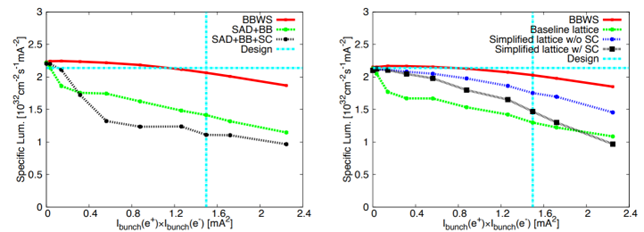 3
2.5
2
1.5
1
0.5
0
0 0.4 0.8 1.2 1.6 2 2.4
Specific Lum. [10³²cm⁻²s⁻¹mA⁻²]
I_bunch(e⁺)×I_bunch(e⁻) [mA²]
BBWS
SAD+BB
SAD+BB+SC
Design
3
2.5
2
1.5
1
0.5
0
0 0.4 0.8 1.2 1.6 2 2.4
Specific Lum. [10³²cm⁻²s⁻¹mA⁻²]
I_bunch(e⁺)×I_bunch(e⁻) [mA²]
BBWS
Baseline lattice
Simplified lattice w/o SC
Simplified lattice w/ SC
Design